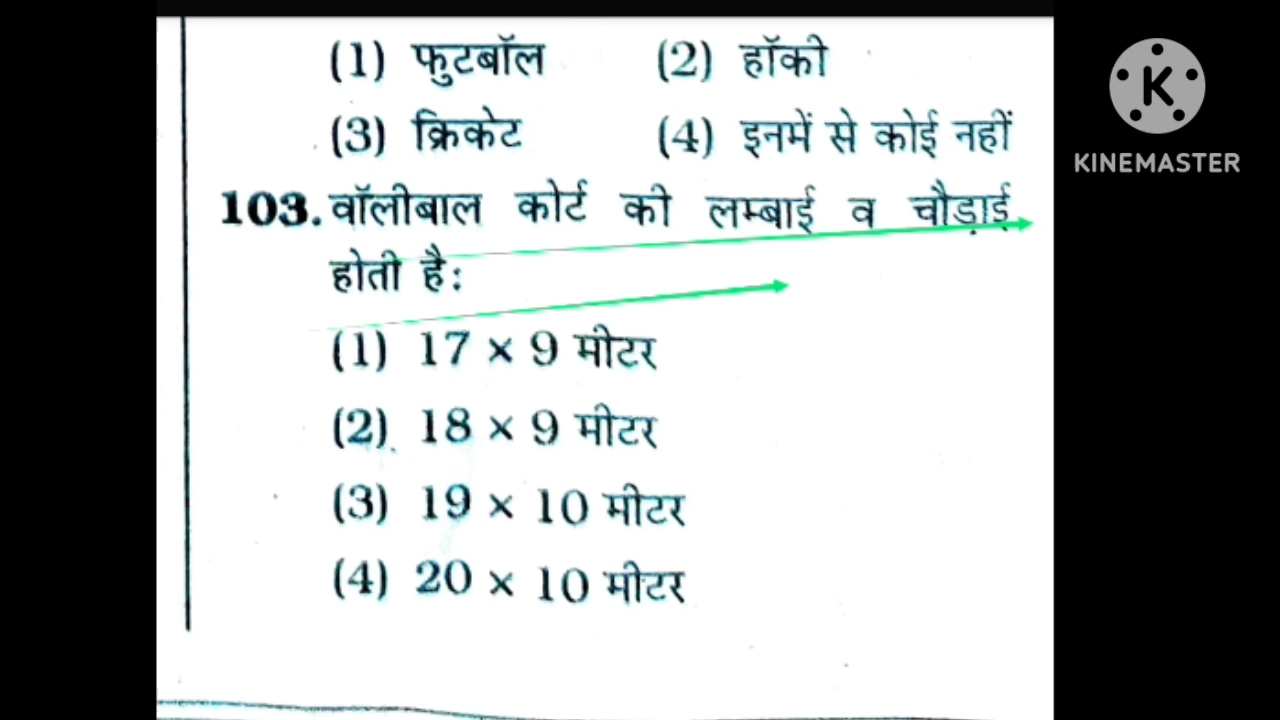 (1) फुटबॉल (2) हॉकी
(3) क्रिकेट (4) इनमें से कोई नहीं
KINEMASTER
103. वॉलीबाल कोर्ट की लम्बाई व चौड़ाई
होती है:
(1) 17 × 9 मीटर
(2) 18 × 9 मीटर
(3) 19 × 10 मीटर
(4) 20 × 10 मीटर